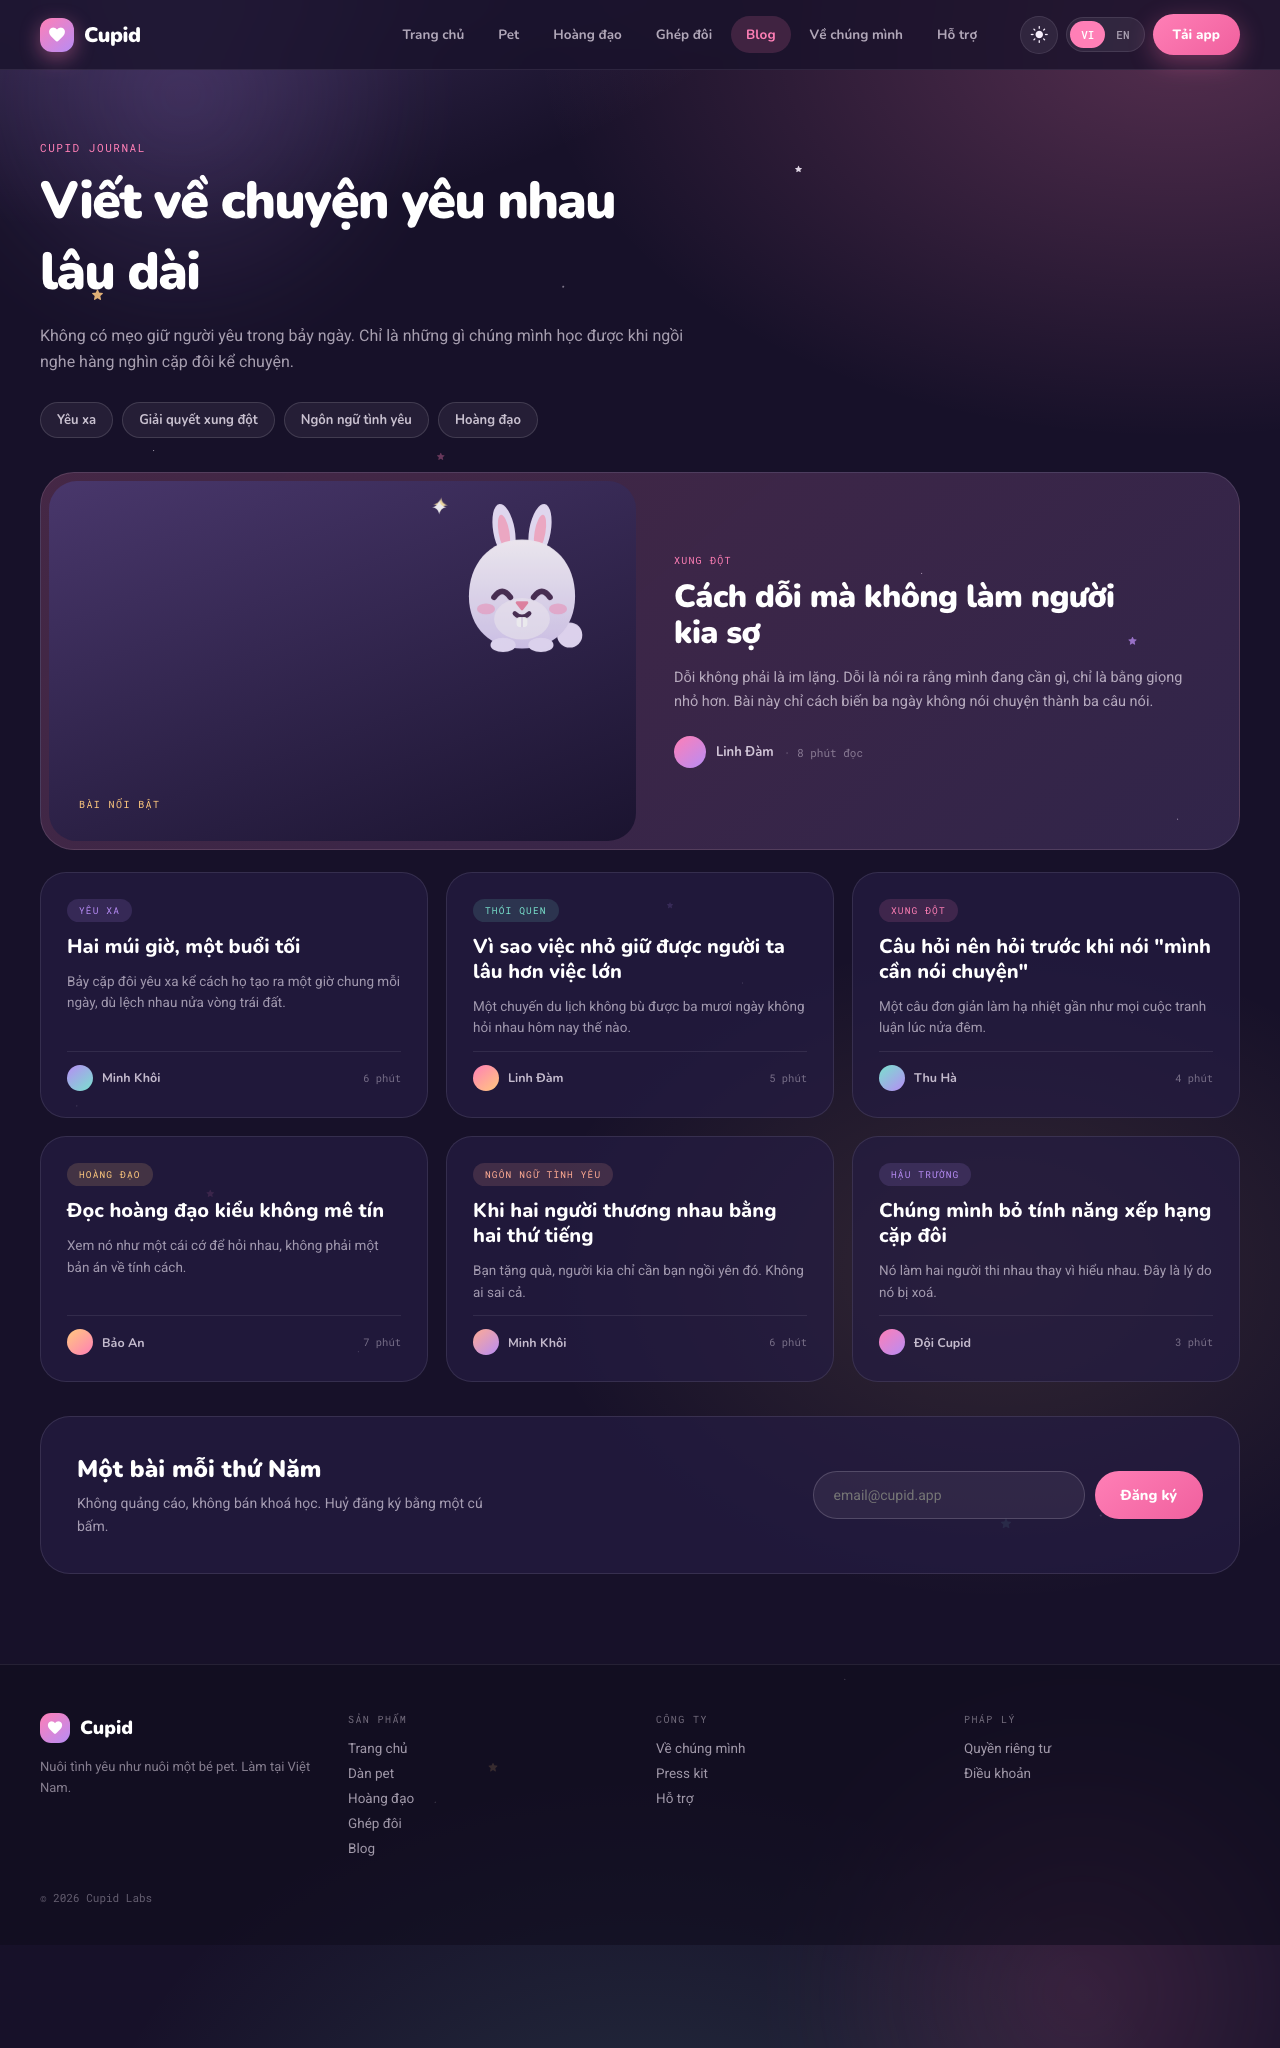 Cupid
Trang chủ
Pet
Hoàng đạo
Ghép đôi
Blog
Về chúng mình
Hỗ trợ
VI
EN
Tải app
CUPID JOURNAL
Viết về chuyện yêu nhau
lâu dài
Không có mẹo giữ người yêu trong bảy ngày. Chỉ là những gì chúng mình học được khi ngồi
nghe hàng nghìn cặp đôi kể chuyện.
Yêu xa
Giải quyết xung đột
Ngôn ngữ tình yêu
Hoàng đạo
BÀI NỔI BẬT
XUNG ĐỘT
Cách dỗi mà không làm người
kia sợ
Dỗi không phải là im lặng. Dỗi là nói ra rằng mình đang cần gì, chỉ là bằng giọng
nhỏ hơn. Bài này chỉ cách biến ba ngày không nói chuyện thành ba câu nói.
Linh Đàm · 8 phút đọc
YÊU XA
Hai múi giờ, một buổi tối
Bảy cặp đôi yêu xa kể cách họ tạo ra một giờ chung mỗi
ngày, dù lệch nhau nửa vòng trái đất.
Minh Khôi
6 phút
THÓI QUEN
Vì sao việc nhỏ giữ được người ta
lâu hơn việc lớn
Một chuyến du lịch không bù được ba mươi ngày không
hỏi nhau hôm nay thế nào.
Linh Đàm
5 phút
XUNG ĐỘT
Câu hỏi nên hỏi trước khi nói "mình
cần nói chuyện"
Một câu đơn giản làm hạ nhiệt gần như mọi cuộc tranh
luận lúc nửa đêm.
Thu Hà
4 phút
HOÀNG ĐẠO
Đọc hoàng đạo kiểu không mê tín
Xem nó như một cái cớ để hỏi nhau, không phải một
bản án về tính cách.
Bảo An
7 phút
NGÔN NGỮ TÌNH YÊU
Khi hai người thương nhau bằng
hai thứ tiếng
Bạn tặng quà, người kia chỉ cần bạn ngồi yên đó. Không
ai sai cả.
Minh Khôi
6 phút
HẬU TRƯỜNG
Chúng mình bỏ tính năng xếp hạng
cặp đôi
Nó làm hai người thi nhau thay vì hiểu nhau. Đây là lý do
nó bị xoá.
Đội Cupid
3 phút
Một bài mỗi thứ Năm
Không quảng cáo, không bán khoá học. Huỷ đăng ký bằng một cú
bấm.
email@cupid.app
Đăng ký
Cupid
Nuôi tình yêu như nuôi một bé pet. Làm tại Việt
Nam.
SẢN PHẨM
Trang chủ
Dàn pet
Hoàng đạo
Ghép đôi
Blog
CÔNG TY
Về chúng mình
Press kit
Hỗ trợ
PHÁP LÝ
Quyền riêng tư
Điều khoản
© 2026 Cupid Labs